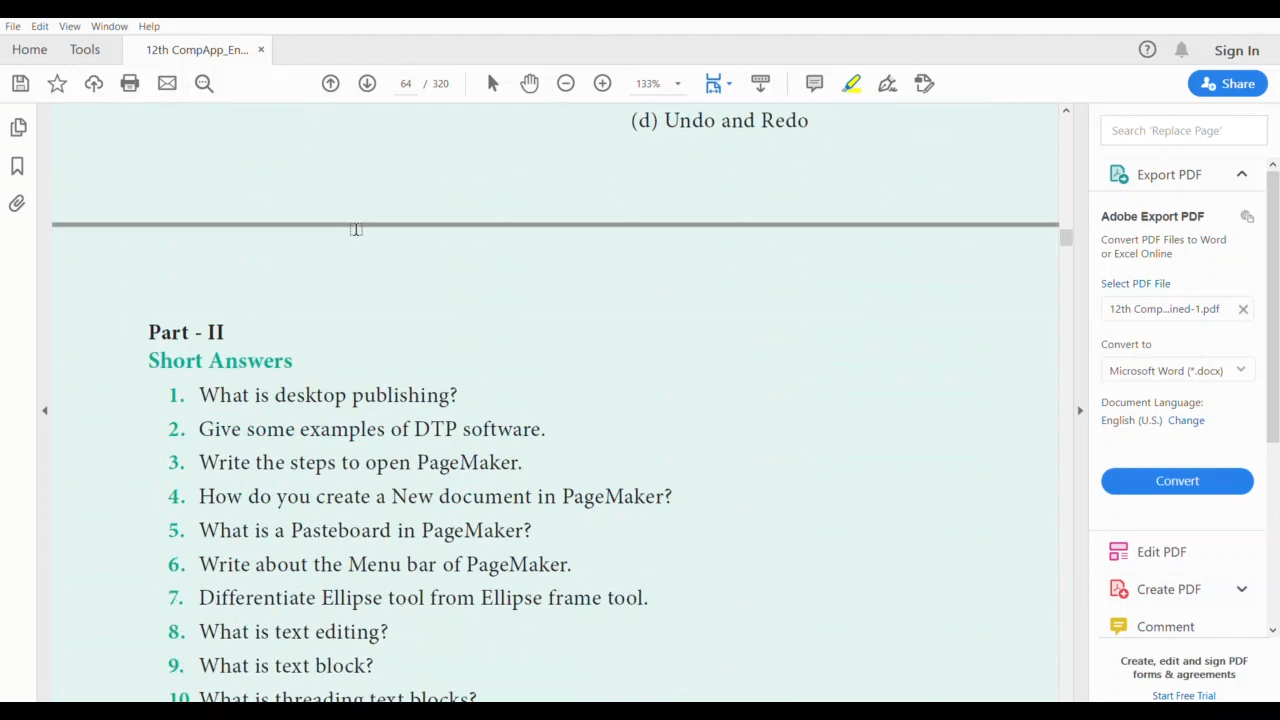 File Edit View Window Help
Home Tools 12th CompApp_En... × Sign In
64 / 320 133% Share
(d) Undo and Redo
Part - II
Short Answers
1. What is desktop publishing?
2. Give some examples of DTP software.
3. Write the steps to open PageMaker.
4. How do you create a New document in PageMaker?
5. What is a Pasteboard in PageMaker?
6. Write about the Menu bar of PageMaker.
7. Differentiate Ellipse tool from Ellipse frame tool.
8. What is text editing?
9. What is text block?
10. What is threading text blocks?
Search 'Replace Page'
Export PDF
Adobe Export PDF
Convert PDF Files to Word
or Excel Online
Select PDF File
12th Comp...ined-1.pdf
Convert to
Microsoft Word (*.docx)
Document Language:
English (U.S.) Change
Convert
Edit PDF
Create PDF
Comment
Create, edit and sign PDF
forms & agreements
Start Free Trial